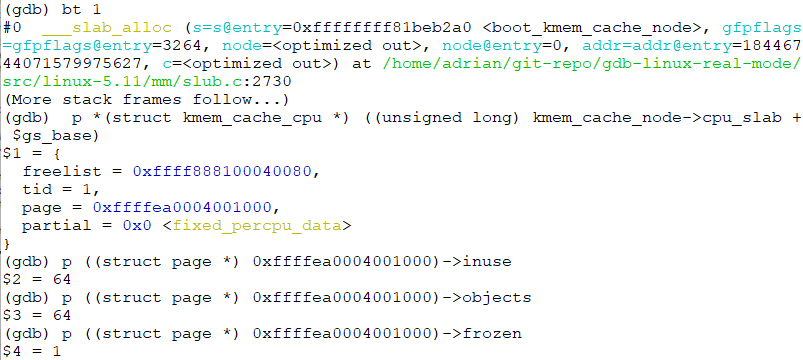 (gdb) bt 1
#0  ___slab_alloc (s=s@entry=0xffffffff81beb2a0 <boot_kmem_cache_node>, gfpflags
=gfpflags@entry=3264, node=<optimized out>, node@entry=0, addr=addr@entry=184467
44071579975627, c=<optimized out>) at /home/adrian/git-repo/gdb-linux-real-mode/
src/linux-5.11/mm/slub.c:2730
(More stack frames follow...)
(gdb)  p *(struct kmem_cache_cpu *) ((unsigned long) kmem_cache_node->cpu_slab +
 $gs_base)
$1 = {
  freelist = 0xffff888100040080,
  tid = 1,
  page = 0xffffea0004001000,
  partial = 0x0 <fixed_percpu_data>
}
(gdb) p ((struct page *) 0xffffea0004001000)->inuse
$2 = 64
(gdb) p ((struct page *) 0xffffea0004001000)->objects
$3 = 64
(gdb) p ((struct page *) 0xffffea0004001000)->frozen
$4 = 1